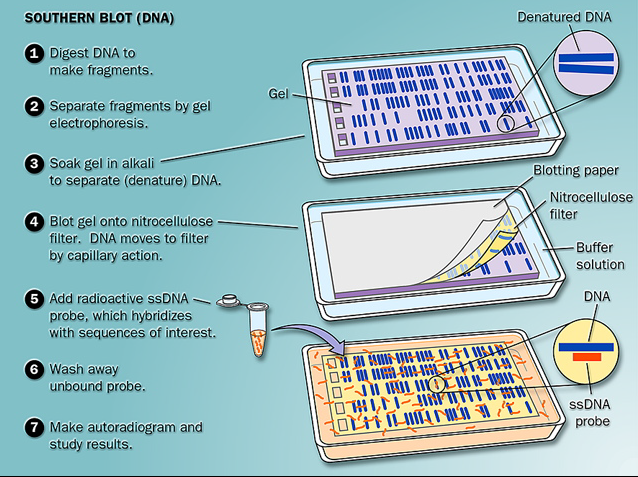 SOUTHERN BLOT (DNA)
1 Digest DNA to
make fragments.
2 Separate fragments by gel
electrophoresis.
3 Soak gel in alkali
to separate (denature) DNA.
4 Blot gel onto nitrocellulose
filter. DNA moves to filter
by capillary action.
5 Add radioactive ssDNA
probe, which hybridizes
with sequences of interest.
6 Wash away
unbound probe.
7 Make autoradiogram and
study results.
Denatured DNA
Gel
Blotting paper
Nitrocellulose
filter
Buffer
solution
DNA
ssDNA
probe